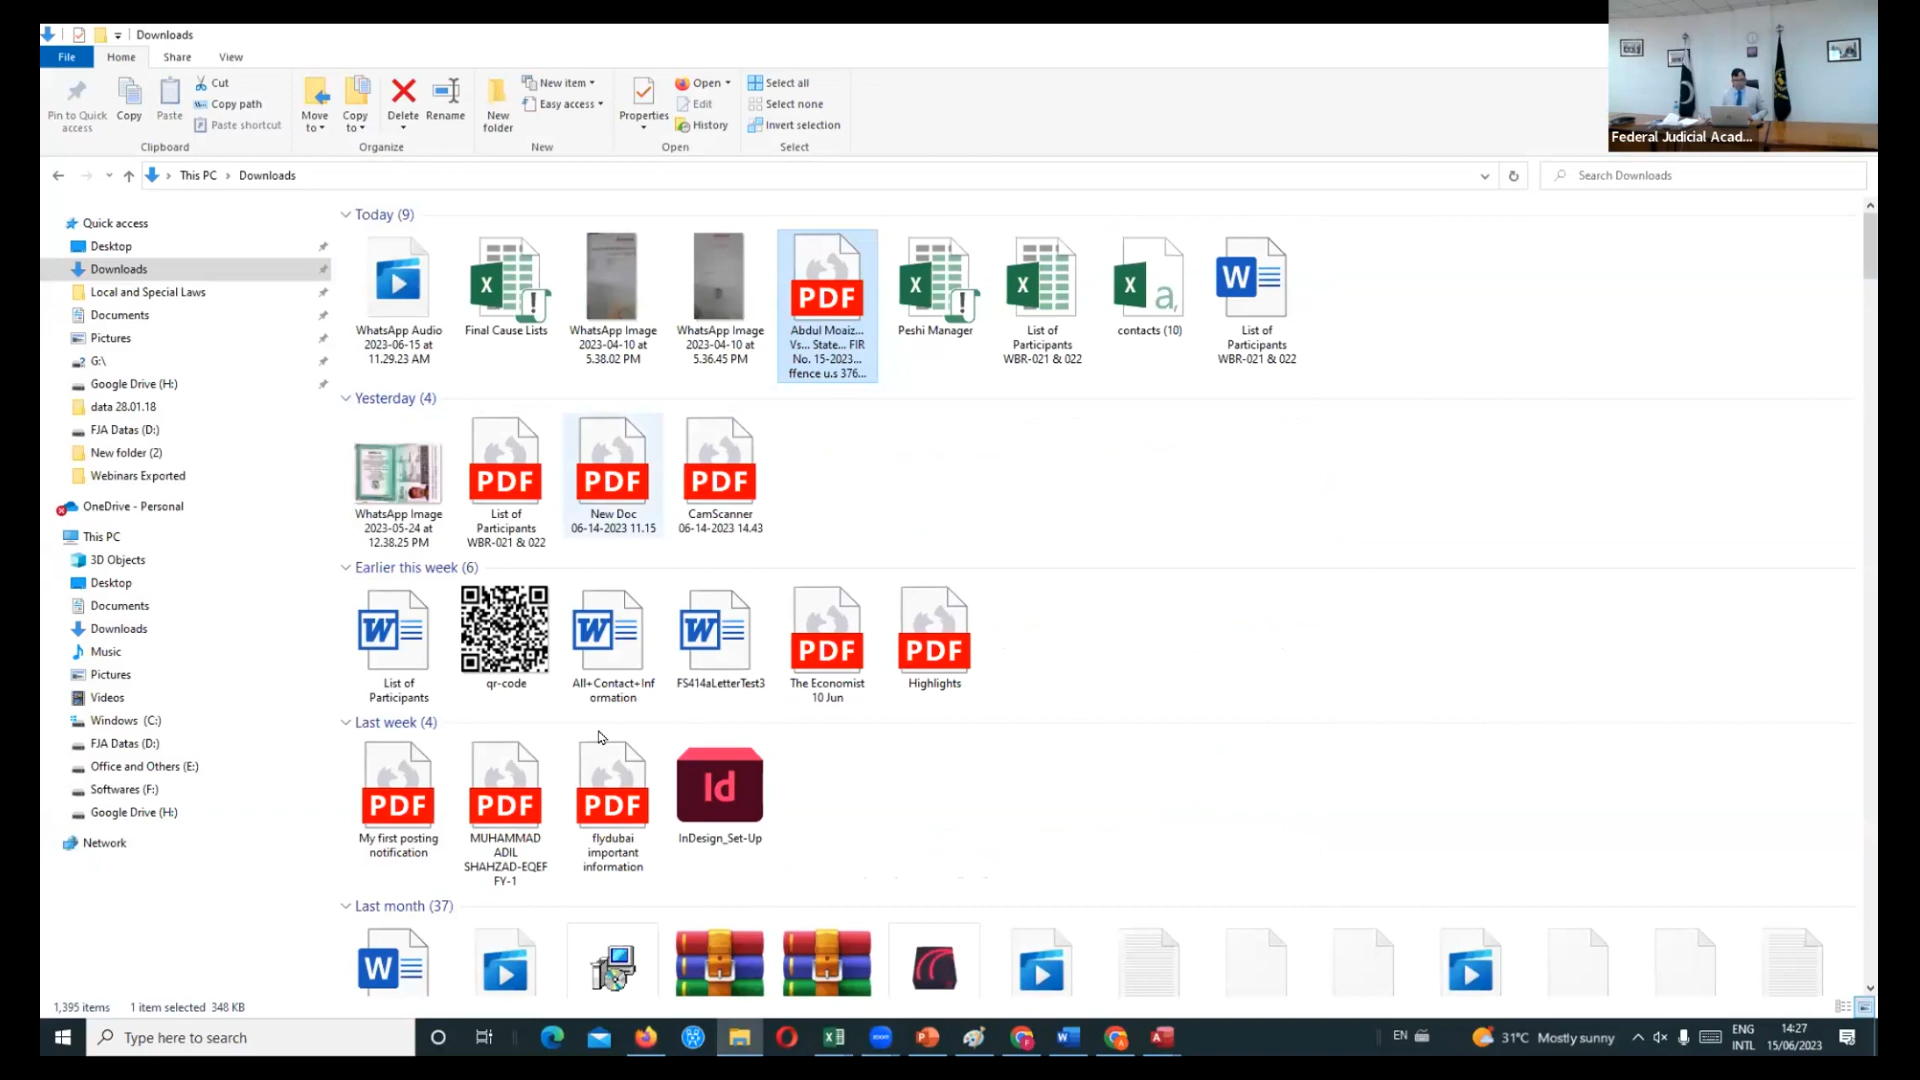 Downloads
File Home Share View
Pin to Quick access
Copy
Paste
Cut
Copy path
Paste shortcut
Clipboard
Move to
Copy to
Delete
Rename
Organize
New folder
New item
Easy access
New
Properties
Open
Edit
History
Open
Select all
Select none
Invert selection
Select
Federal Judicial Acad...
This PC > Downloads
Search Downloads
Quick access
Desktop
Downloads
Local and Special Laws
Documents
Pictures
G:\
Google Drive (H:)
data 28.01.18
FJA Datas (D:)
New folder (2)
Webinars Exported
OneDrive - Personal
This PC
3D Objects
Desktop
Documents
Downloads
Music
Pictures
Videos
Windows (C:)
FJA Datas (D:)
Office and Others (E:)
Softwares (F:)
Google Drive (H:)
Network
Today (9)
WhatsApp Audio
2023-06-15 at
11.29.23 AM
Final Cause Lists
WhatsApp Image
2023-04-10 at
5.38.02 PM
WhatsApp Image
2023-04-10 at
5.36.45 PM
PDF
Abdul Moaiz...
Vs... State... FIR
No. 15-2023...
ffence u.s 376...
Peshi Manager
List of
Participants
WBR-021 & 022
contacts (10)
List of
Participants
WBR-021 & 022
Yesterday (4)
WhatsApp Image
2023-05-24 at
12.38.25 PM
PDF
List of
Participants
WBR-021 & 022
PDF
New Doc
06-14-2023 11.15
PDF
CamScanner
06-14-2023 14.43
Earlier this week (6)
List of
Participants
qr-code
All+Contact+Inf
ormation
FS414aLetterTest3
PDF
The Economist
10 Jun
PDF
Highlights
Last week (4)
PDF
My first posting
notification
PDF
MUHAMMAD
ADIL
SHAHZAD-EQEF
FY-1
PDF
flydubai
important
information
Id
InDesign_Set-Up
Last month (37)
1,395 items 1 item selected 348 KB
Type here to search
EN
31°C Mostly sunny
ENG
INTL
14:27
15/06/2023